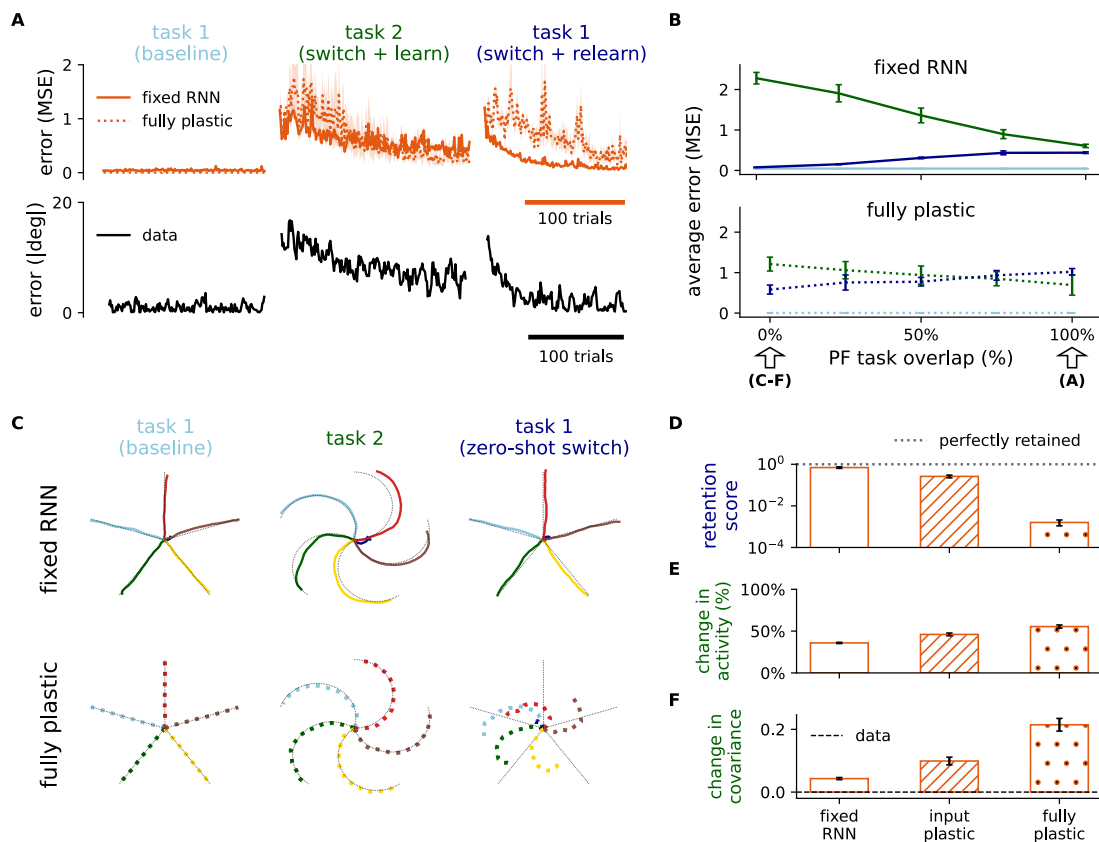 A
task 1
(baseline)
task 2
(switch + learn)
task 1
(switch + relearn)
error (MSE)
2
1
0
fixed RNN
fully plastic
100 trials
error (|deg|)
20
0
data
100 trials
B
fixed RNN
average error (MSE)
2
1
0
fully plastic
2
1
0
0%
50%
100%
PF task overlap (%)
(C-F)
(A)
C
task 1
(baseline)
task 2
task 1
(zero-shot switch)
fixed RNN
fully plastic
D
perfectly retained
retention
score
10⁰
10⁻²
10⁻⁴
E
change in
activity (%)
100%
50%
0%
F
change in
covariance
0.2
0.0
data
fixed
RNN
input
plastic
fully
plastic